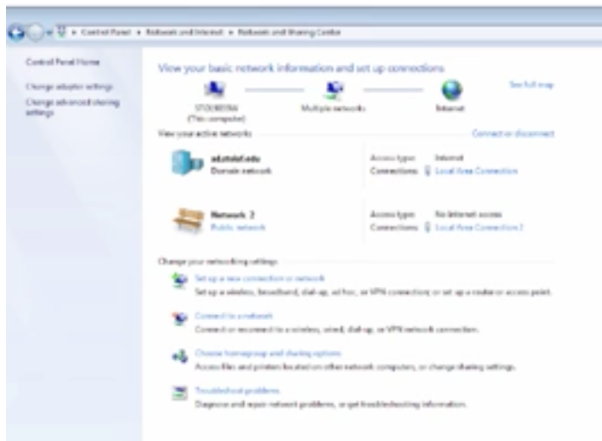 Control Panel ▸ Network and Internet ▸ Network and Sharing Center
Control Panel Home
Change adapter settings
Change advanced sharing
settings
View your basic network information and set up connections
See full map
(This computer)
Multiple networks
Internet
View your active networks
Connect or disconnect
Domain network
Access type: Internet
Connections: Local Area Connection
Network 2
Public network
Access type: No Internet access
Connections: Local Area Connection 2
Change your networking settings
Set up a new connection or network
Set up a wireless, broadband, dial-up, ad hoc, or VPN connection; or set up a router or access point.
Connect to a network
Connect or reconnect to a wireless, wired, dial-up, or VPN network connection.
Choose homegroup and sharing options
Access files and printers located on other network computers, or change sharing settings.
Troubleshoot problems
Diagnose and repair network problems, or get troubleshooting information.